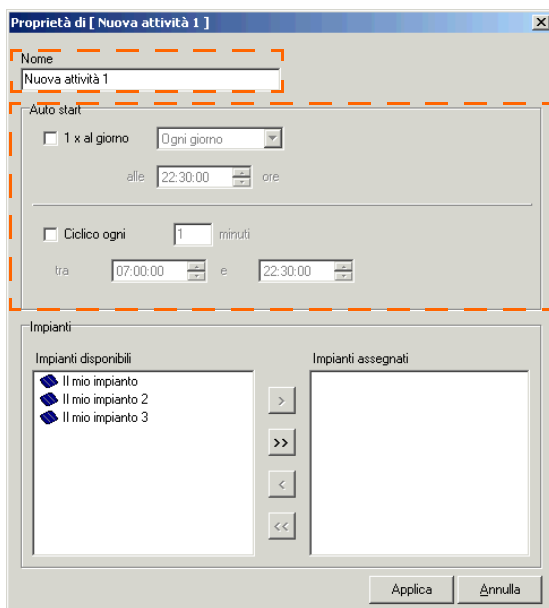 Proprietà di [ Nuova attività 1 ]
Nome
Nuova attività 1
Auto start
1 x al giorno Ogni giorno
alle 22:30:00 ore
Ciclico ogni 1 minuti
tra 07:00:00 e 22:30:00
Impianti
Impianti disponibili Impianti assegnati
Il mio impianto
Il mio impianto 2
Il mio impianto 3
>
>>
<
<<
Applica Annulla